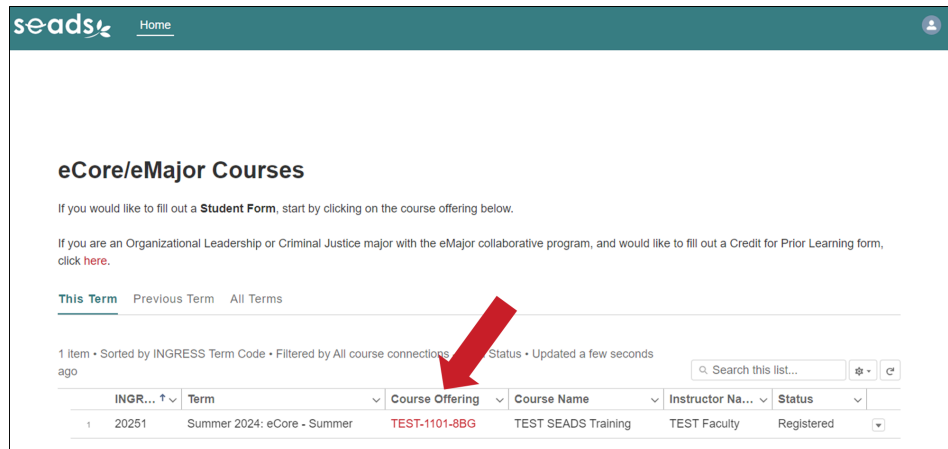 seads
Home
eCore/eMajor Courses
If you would like to fill out a Student Form, start by clicking on the course offering below.
If you are an Organizational Leadership or Criminal Justice major with the eMajor collaborative program, and would like to fill out a Credit for Prior Learning form,
click here.
This Term Previous Term All Terms
1 item • Sorted by INGRESS Term Code • Filtered by All course connections Status • Updated a few seconds
ago
Search this list...
INGR... ↑ Term Course Offering Course Name Instructor Na... Status
1 20251 Summer 2024: eCore - Summer TEST-1101-8BG TEST SEADS Training TEST Faculty Registered